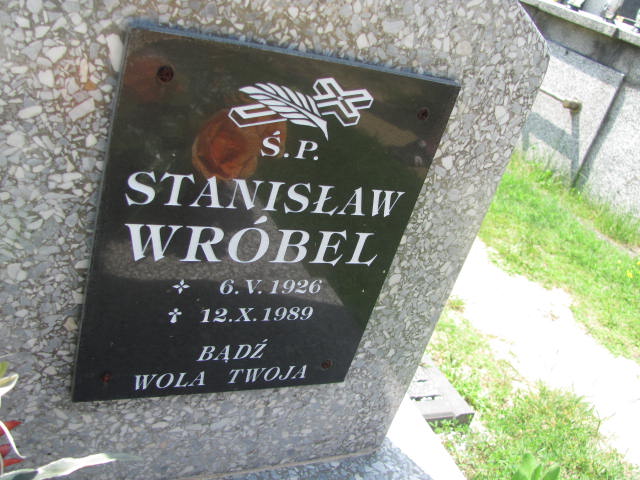 Ś.P.
STANISŁAW
WRÓBEL
6.V.1926
✝ 12.X.1989
BĄDŹ
WOLA TWOJA